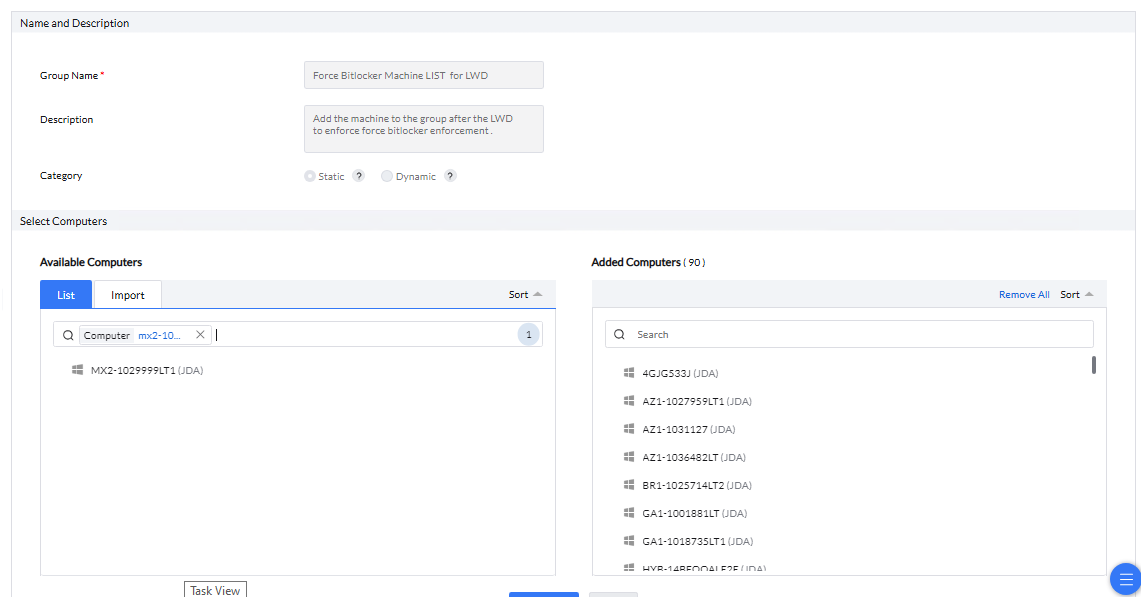 Name and Description
Group Name *
Force Bitlocker Machine LIST for LWD
Description
Add the machine to the group after the LWD
to enforce force bitlocker enforcement .
Category
Static ? Dynamic ?
Select Computers
Available Computers
Added Computers ( 90 )
List Import Sort
Remove All Sort
Computer mx2-10... 1
Search
MX2-1029999LT1 (JDA)
4GJG533J (JDA)
AZ1-1027959LT1 (JDA)
AZ1-1031127 (JDA)
AZ1-1036482LT (JDA)
BR1-1025714LT2 (JDA)
GA1-1001881LT (JDA)
GA1-1018735LT1 (JDA)
Task View